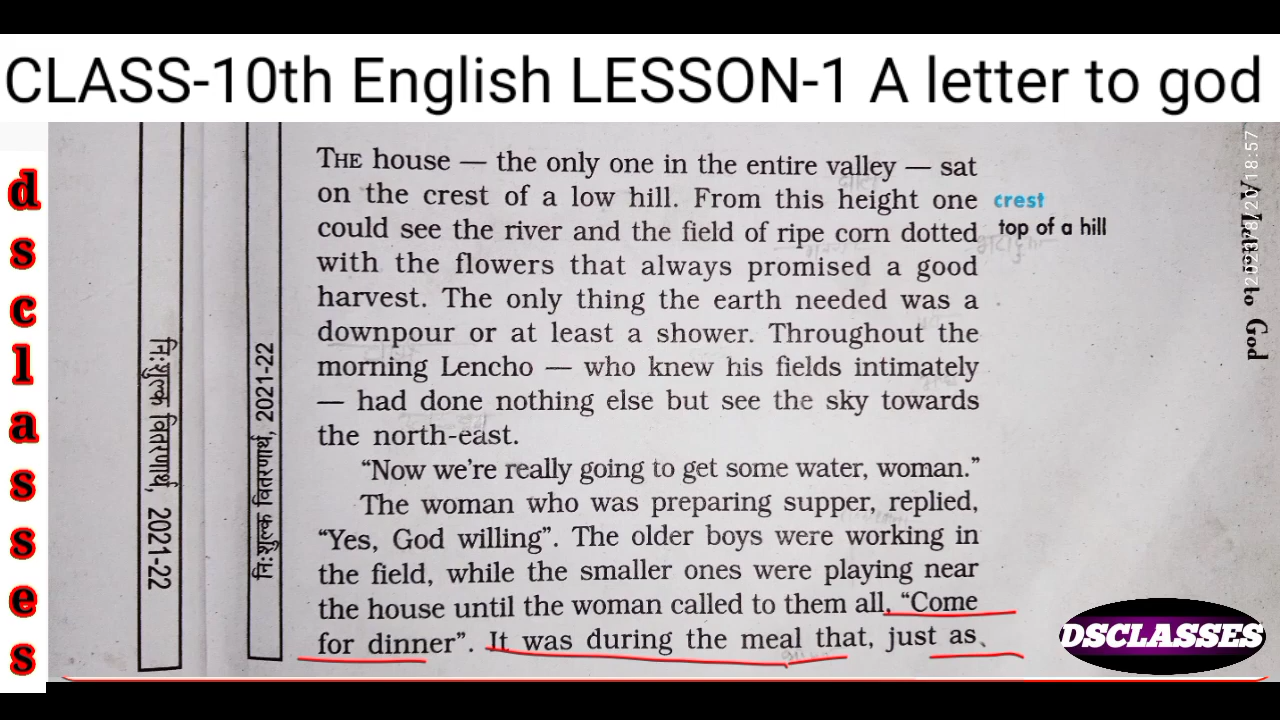 CLASS-10th English LESSON-1 A letter to god
dsclasses
नि:शुल्क वितरणार्थ, 2021-22
नि:शुल्क वितरणार्थ, 2021-22
THE house — the only one in the entire valley — sat
on the crest of a low hill. From this height one
could see the river and the field of ripe corn dotted
with the flowers that always promised a good
harvest. The only thing the earth needed was a
downpour or at least a shower. Throughout the
morning Lencho — who knew his fields intimately
— had done nothing else but see the sky towards
the north-east.
“Now we’re really going to get some water, woman.”
The woman who was preparing supper, replied,
“Yes, God willing”. The older boys were working in
the field, while the smaller ones were playing near
the house until the woman called to them all, “Come
for dinner”. It was during the meal that, just as
crest
top of a hill
A Letter to God
2023/8/20 18:57
DSCLASSES